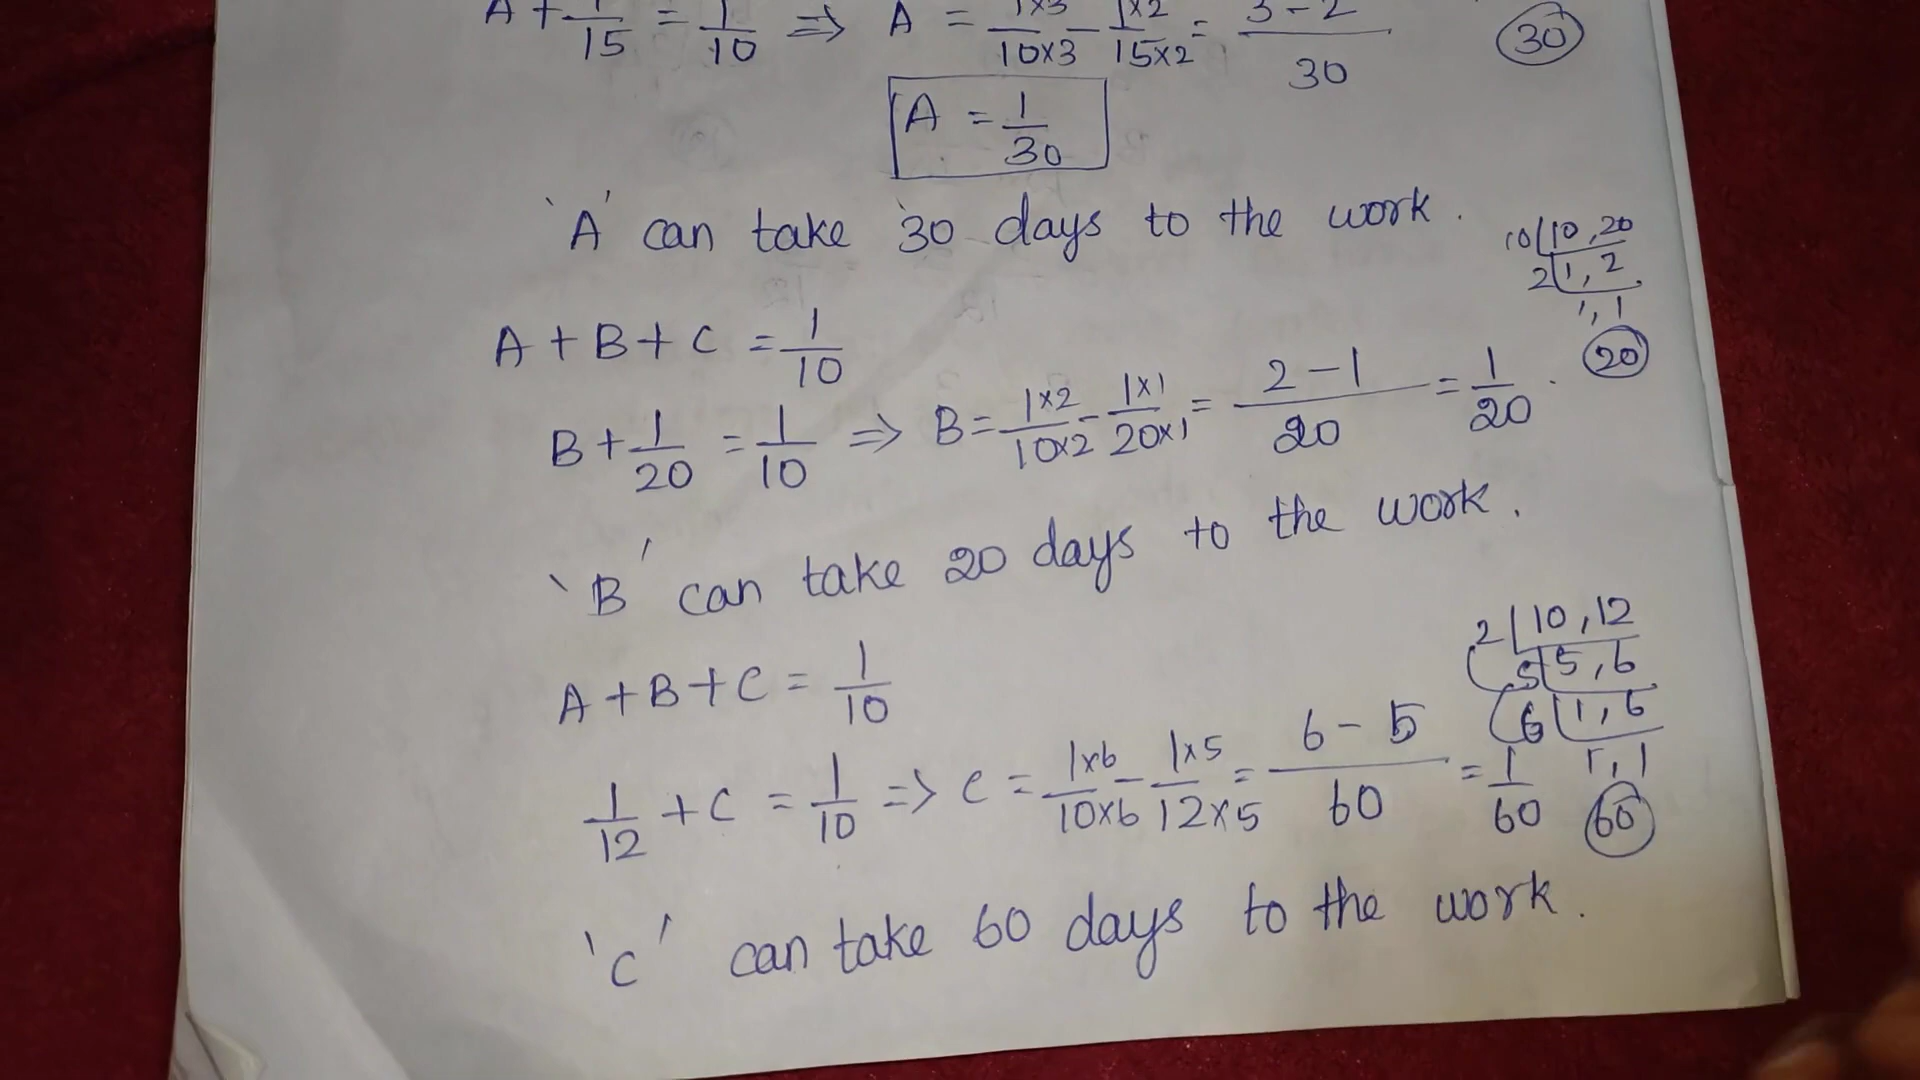 A + 1/15 = 1/10 => A = 1×3/10×3 - 1×2/15×2 = 3-2/30
30
A = 1/30
'A' can take 30 days to the work.
10 | 10, 20
2 | 1, 2
1, 1
20
A + B + C = 1/10
B + 1/20 = 1/10 => B = 1×2/10×2 - 1×1/20×1 = 2-1/20 = 1/20.
'B' can take 20 days to the work.
2 | 10, 12
5 | 5, 6
6 | 1, 6
1, 1
60
A + B + C = 1/10
1/12 + C = 1/10 => C = 1×6/10×6 - 1×5/12×5 = 6-5/60 = 1/60
'C' can take 60 days to the work.